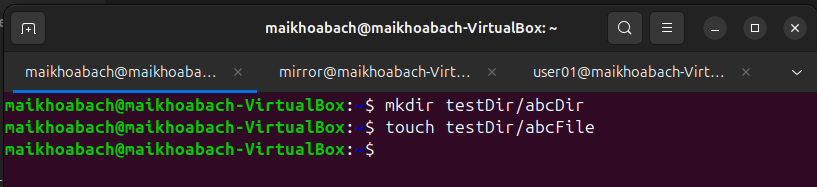 maikhoabach@maikhoabach-VirtualBox: ~
maikhoabach@maikhoaba... mirror@maikhoabach-Virt... user01@maikhoabach-Virt...
maikhoabach@maikhoabach-VirtualBox:~$ mkdir testDir/abcDir
maikhoabach@maikhoabach-VirtualBox:~$ touch testDir/abcFile
maikhoabach@maikhoabach-VirtualBox:~$